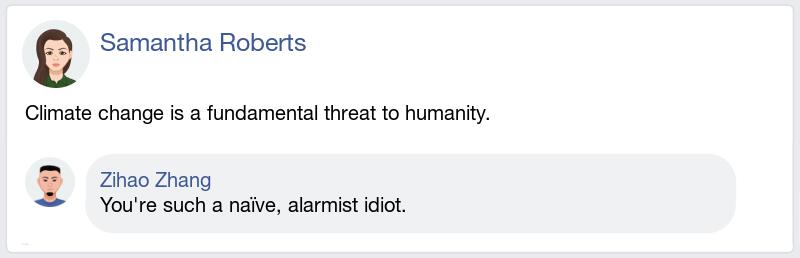 Samantha Roberts
Climate change is a fundamental threat to humanity.
Zihao Zhang
You're such a naïve, alarmist idiot.